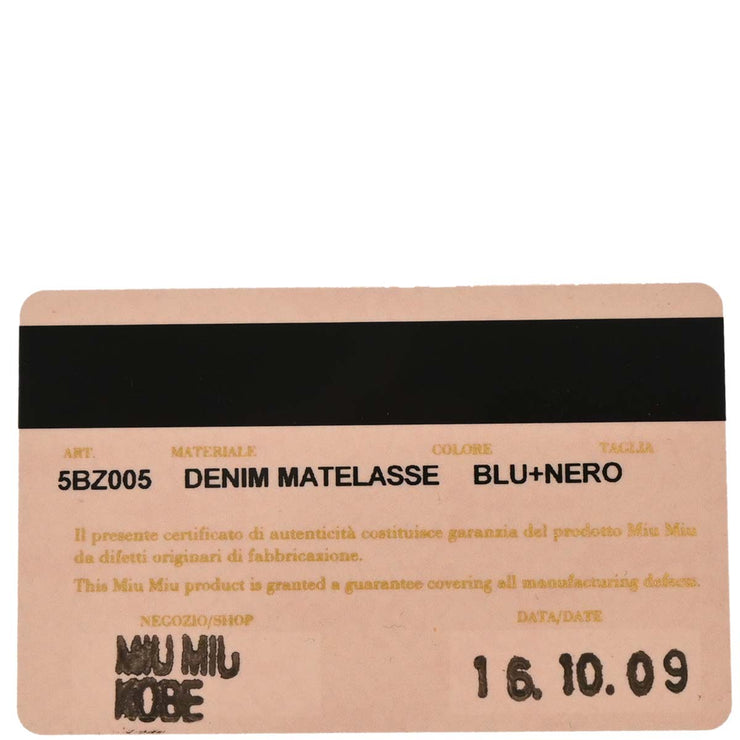 ART. MATERIALE COLORE TAGLIA
5BZ005 DENIM MATELASSE BLU+NERO
Il presente certificato di autenticità costituisce garanzia del prodotto Miu Miu
da difetti originari di fabbricazione.
This Miu Miu product is granted a guarantee covering all manufacturing defects.
NEGOZIO/SHOP DATA/DATE
MIU MIU 16.10.09
KOBE